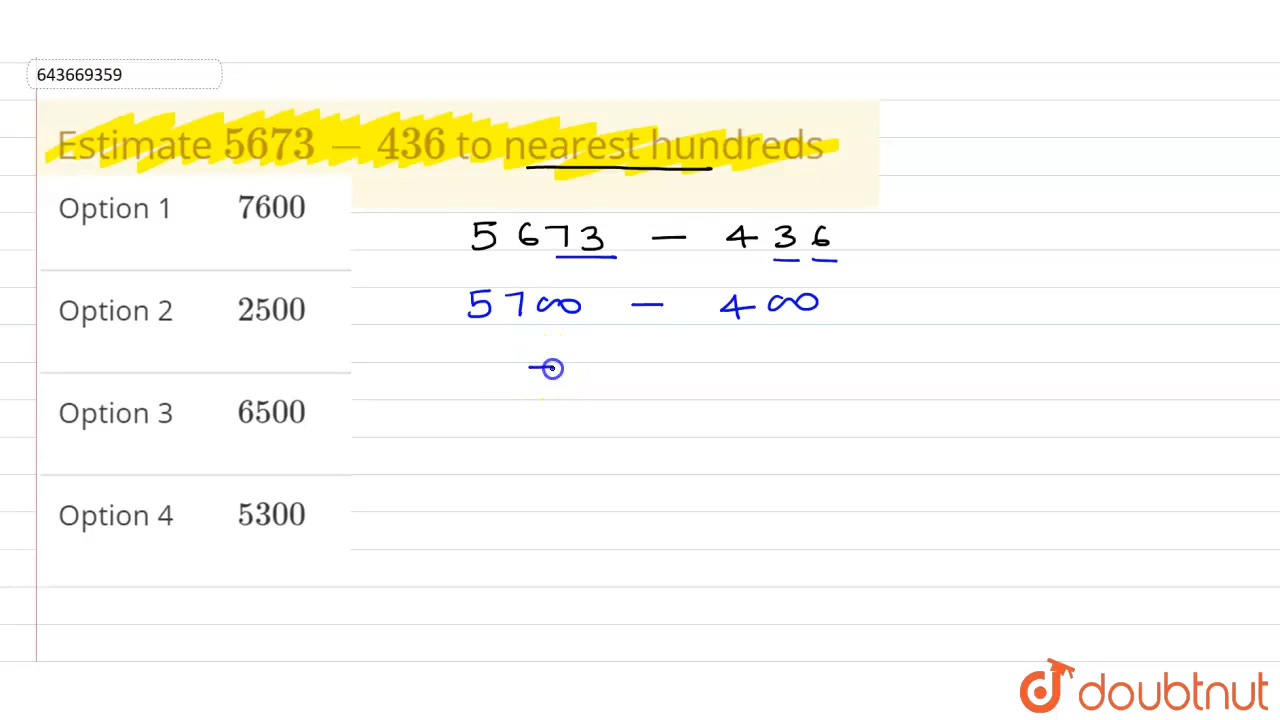 643669359
Estimate 5673 − 436 to nearest hundreds
Option 1 7600
5673 − 436
Option 2 2500
5700 − 400
Option 3 6500
Option 4 5300
doubtnut